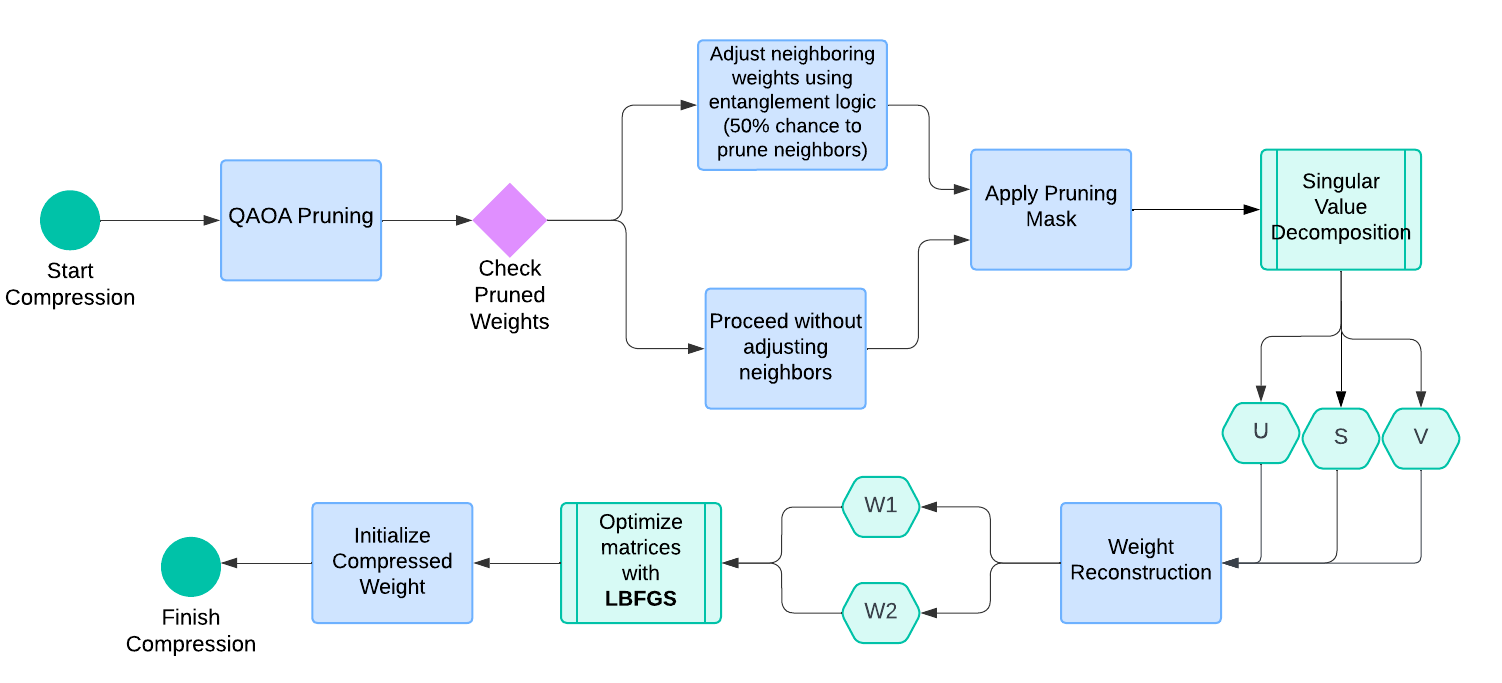 Start
Compression
QAOA Pruning
Check
Pruned
Weights
Adjust neighboring
weights using
entanglement logic
(50% chance to
prune neighbors)
Proceed without
adjusting
neighbors
Apply Pruning
Mask
Singular
Value
Decomposition
U
S
V
Weight
Reconstruction
W1
W2
Optimize
matrices
with
LBFGS
Initialize
Compressed
Weight
Finish
Compression